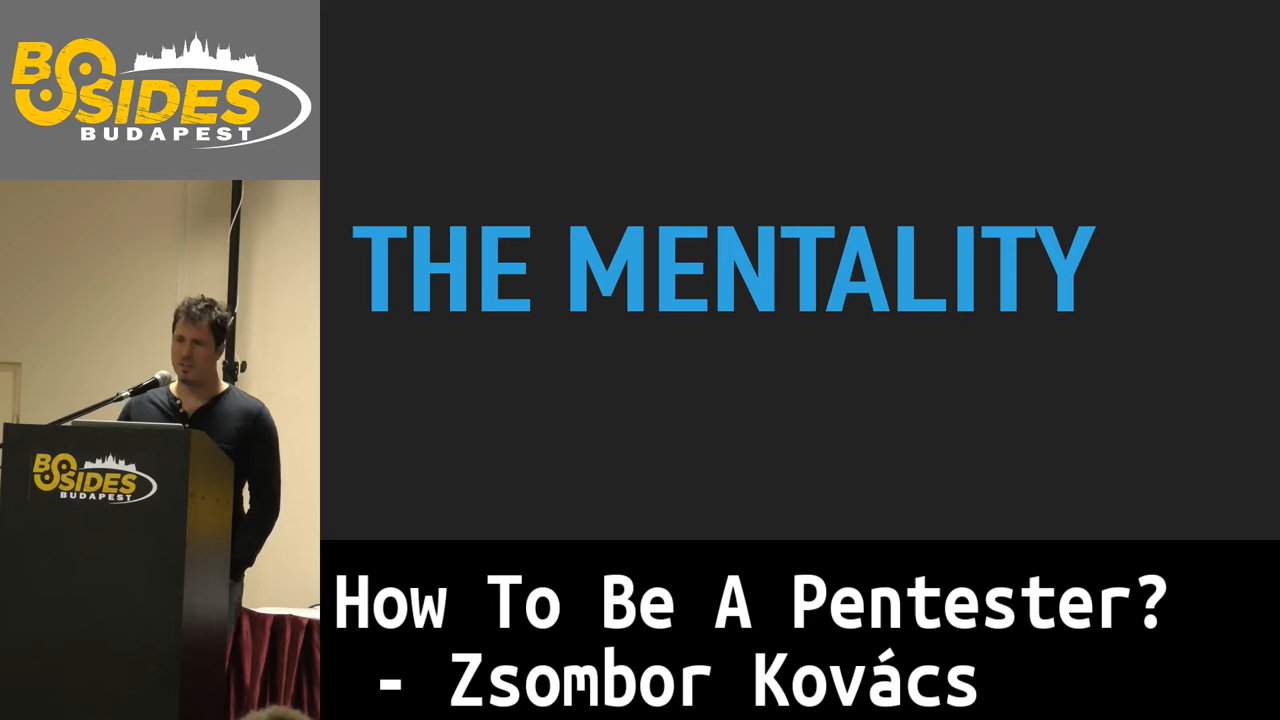 BSIDES
BUDAPEST
THE MENTALITY
BSIDES
BUDAPEST
How To Be A Pentester?
- Zsombor Kovács